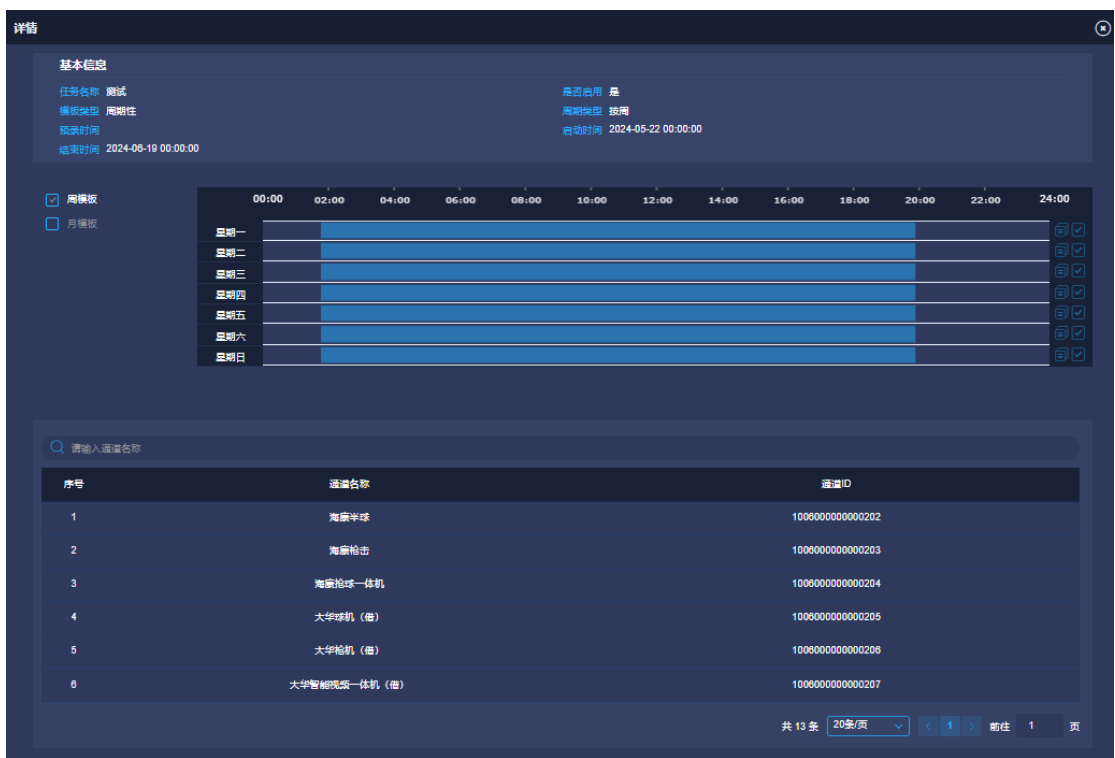 详情
基本信息
任务名称 测试 是否启用 是
模板类型 周期性 周期类型 按周
预录时间 启动时间 2024-05-22 00:00:00
结束时间 2024-06-19 00:00:00
周模板 00:00 02:00 04:00 06:00 08:00 10:00 12:00 14:00 16:00 18:00 20:00 22:00 24:00
月模板
星期一
星期二
星期三
星期四
星期五
星期六
星期日
请输入通道名称
序号 通道名称 通道ID
1 海康半球 1006000000000202
2 海康枪击 1006000000000203
3 海康抢球一体机 1006000000000204
4 大华球机（借） 1006000000000205
5 大华枪机（借） 1006000000000206
6 大华智能视频一体机（借） 1006000000000207
共 13 条 20条/页 1 前往 1 页